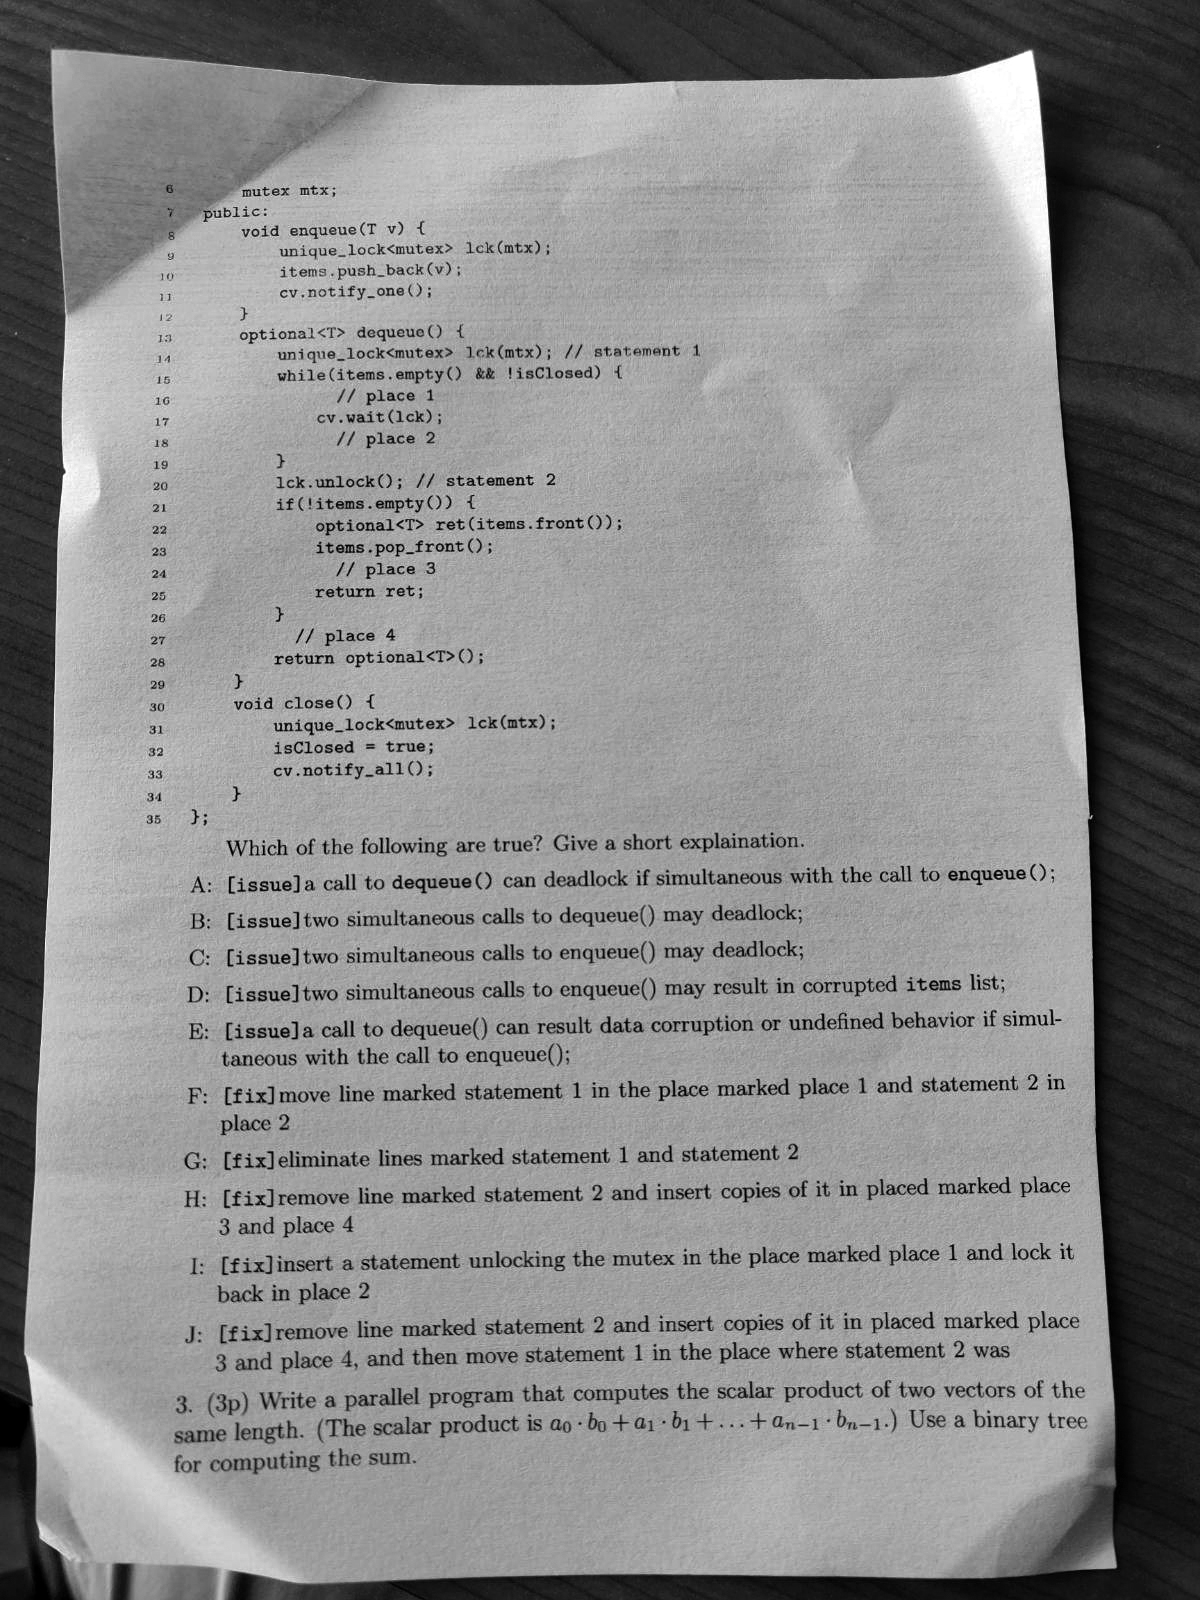 6 mutex mtx;
7 public:
8 void enqueue(T v) {
9 unique_lock<mutex> lck(mtx);
10 items.push_back(v);
11 cv.notify_one();
12 }
13 optional<T> dequeue() {
14 unique_lock<mutex> lck(mtx); // statement 1
15 while(items.empty() && !isClosed) {
16 // place 1
17 cv.wait(lck);
18 // place 2
19 }
20 lck.unlock(); // statement 2
21 if(!items.empty()) {
22 optional<T> ret(items.front());
23 items.pop_front();
24 // place 3
25 return ret;
26 }
27 // place 4
28 return optional<T>();
29 }
30 void close() {
31 unique_lock<mutex> lck(mtx);
32 isClosed = true;
33 cv.notify_all();
34 }
35 };
Which of the following are true? Give a short explaination.
A: [issue]a call to dequeue() can deadlock if simultaneous with the call to enqueue();
B: [issue]two simultaneous calls to dequeue() may deadlock;
C: [issue]two simultaneous calls to enqueue() may deadlock;
D: [issue]two simultaneous calls to enqueue() may result in corrupted items list;
E: [issue]a call to dequeue() can result data corruption or undefined behavior if simul-
taneous with the call to enqueue();
F: [fix]move line marked statement 1 in the place marked place 1 and statement 2 in
place 2
G: [fix]eliminate lines marked statement 1 and statement 2
H: [fix]remove line marked statement 2 and insert copies of it in placed marked place
3 and place 4
I: [fix]insert a statement unlocking the mutex in the place marked place 1 and lock it
back in place 2
J: [fix]remove line marked statement 2 and insert copies of it in placed marked place
3 and place 4, and then move statement 1 in the place where statement 2 was
3. (3p) Write a parallel program that computes the scalar product of two vectors of the
same length. (The scalar product is a₀ · b₀ + a₁ · b₁ + . . . + aₙ₋₁ · bₙ₋₁.) Use a binary tree
for computing the sum.